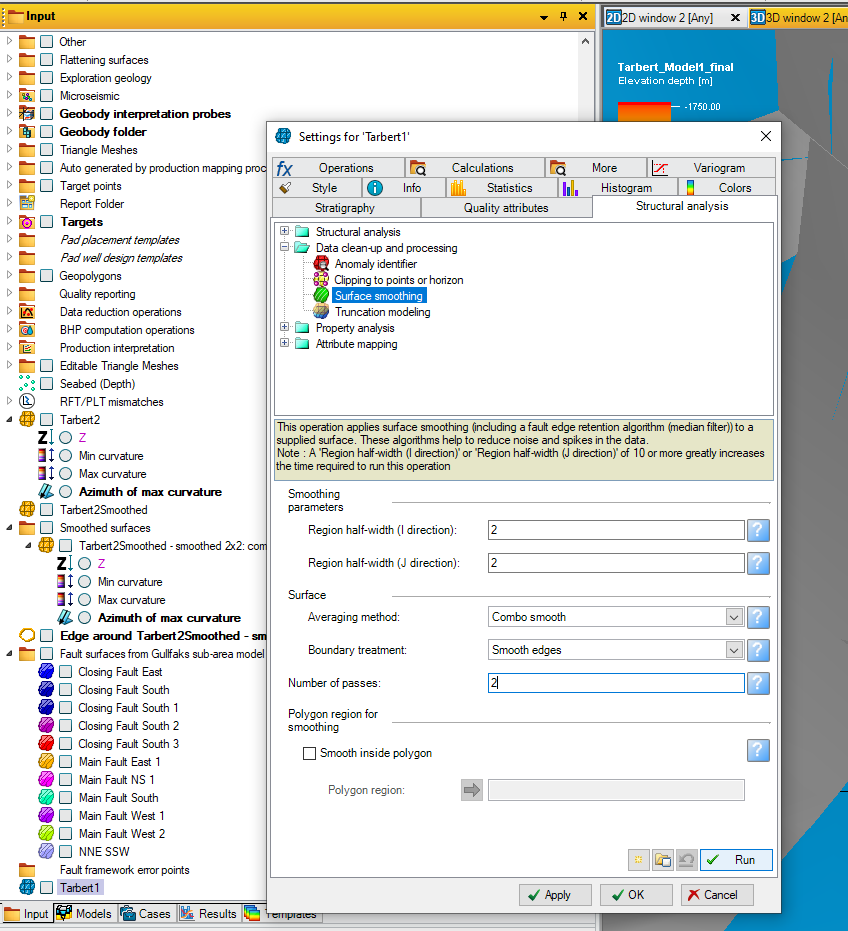 Input
2D 2D window 2 [Any]
3D 3D window 2 [An
Other
Flattening surfaces
Exploration geology
Microseismic
Geobody interpretation probes
Geobody folder
Triangle Meshes
Auto generated by production mapping proc
Target points
Report Folder
Targets
Pad placement templates
Pad well design templates
Geopolygons
Quality reporting
Data reduction operations
BHP computation operations
Production interpretation
Editable Triangle Meshes
Seabed (Depth)
RFT/PLT mismatches
Tarbert2
Z Z
Min curvature
Max curvature
Azimuth of max curvature
Tarbert2Smoothed
Smoothed surfaces
Tarbert2Smoothed - smoothed 2x2: com
Z Z
Min curvature
Max curvature
Azimuth of max curvature
Edge around Tarbert2Smoothed - sm
Fault surfaces from Gullfaks sub-area model
Closing Fault East
Closing Fault South
Closing Fault South 1
Closing Fault South 2
Closing Fault South 3
Main Fault East 1
Main Fault NS 1
Main Fault South
Main Fault West 1
Main Fault West 2
NNE SSW
Fault framework error points
Tarbert1
Input Models Cases Results Templates
Tarbert_Model1_final
Elevation depth [m]
-1750.00
Settings for 'Tarbert1'
fx Operations Calculations More Variogram
Style Info Statistics Histogram Colors
Stratigraphy Quality attributes Structural analysis
Structural analysis
Data clean-up and processing
Anomaly identifier
Clipping to points or horizon
Surface smoothing
Truncation modeling
Property analysis
Attribute mapping
This operation applies surface smoothing (including a fault edge retention algorithm (median filter)) to a
supplied surface. These algorithms help to reduce noise and spikes in the data.
Note : A 'Region half-width (I direction)' or 'Region half-width (J direction)' of 10 or more greatly increases
the time required to run this operation
Smoothing
parameters
Region half-width (I direction): 2 ?
Region half-width (J direction): 2 ?
Surface
Averaging method: Combo smooth ?
Boundary treatment: Smooth edges ?
Number of passes: 2 ?
Polygon region for
smoothing
Smooth inside polygon ?
Polygon region:
Run
Apply OK Cancel